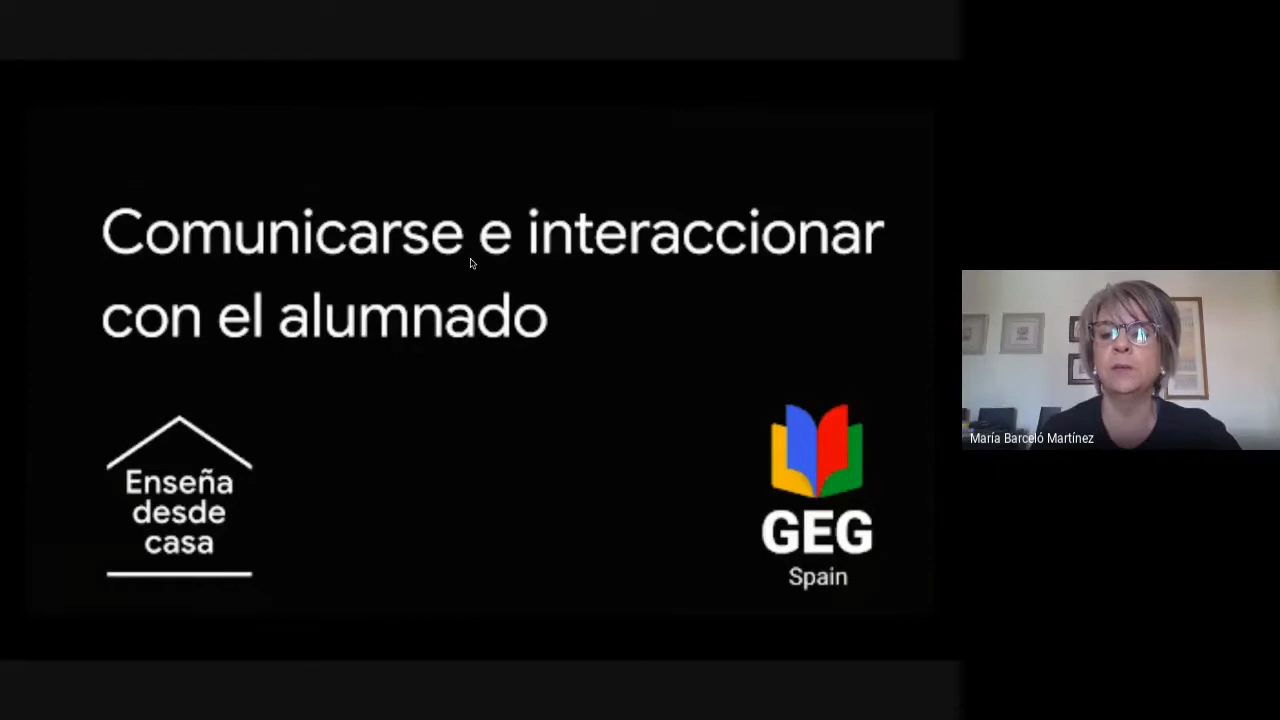 Comunicarse e interaccionar
con el alumnado
Enseña
desde
casa
GEG
Spain
María Barceló Martínez